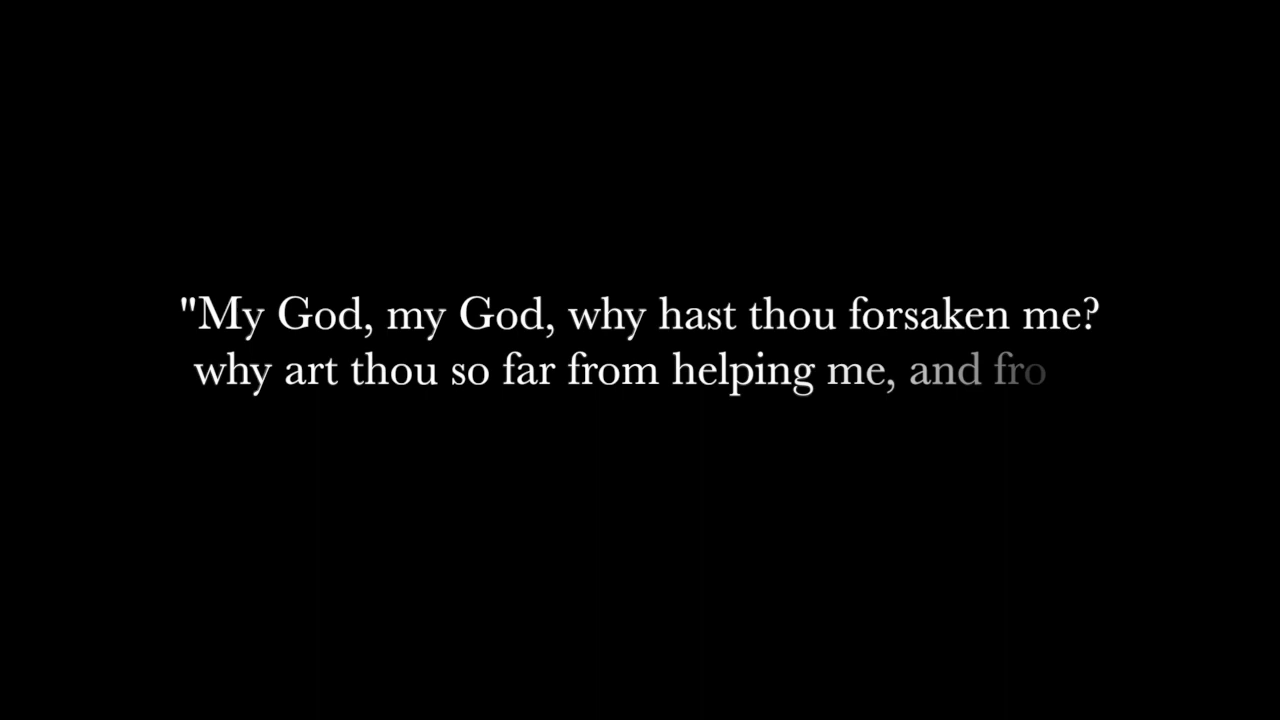 "My God, my God, why hast thou forsaken me?
why art thou so far from helping me, and fro